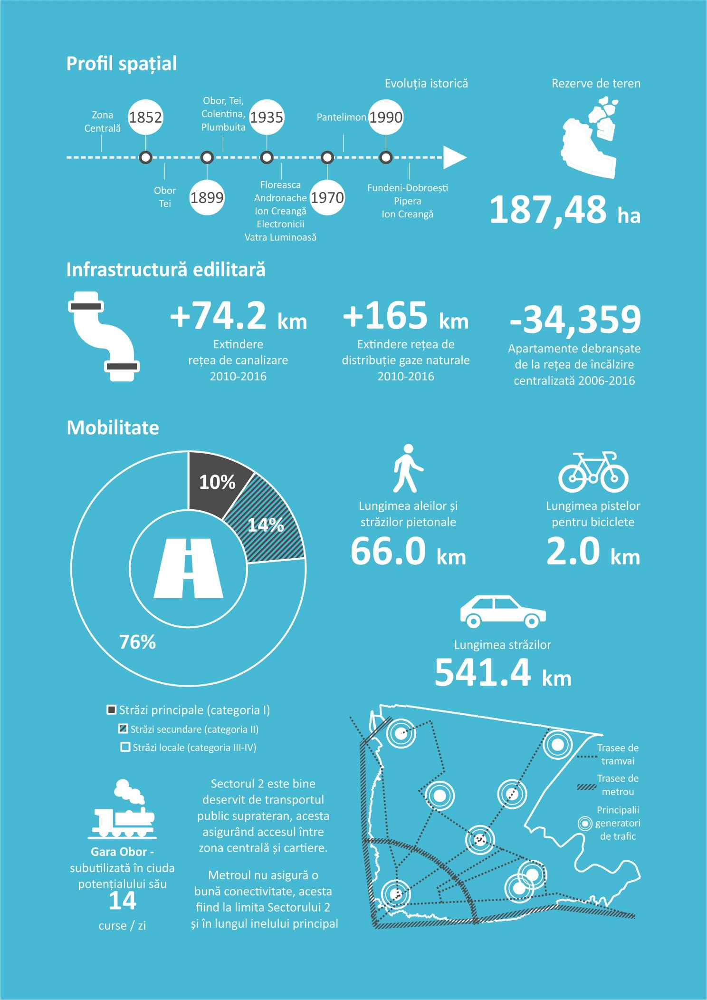 Profil spațial
Evoluția istorică
Rezerve de teren
Zona
Centrală
1852
Obor, Tei,
Colentina,
Plumbuita
1935
Pantelimon
1990
Obor
Tei
1899
Floreasca
Andronache
Ion Creangă
Electronicii
Vatra Luminoasă
1970
Fundeni-Dobroești
Pipera
Ion Creangă
187,48 ha
Infrastructură edilitară
+74.2 km
Extindere
rețea de canalizare
2010-2016
+165 km
Extindere rețea de
distribuție gaze naturale
2010-2016
-34,359
Apartamente debranșate
de la rețea de încălzire
centralizată 2006-2016
Mobilitate
10%
14%
76%
Lungimea aleilor și
străzilor pietonale
66.0 km
Lungimea pistelor
pentru biciclete
2.0 km
Lungimea străzilor
541.4 km
Străzi principale (categoria I)
Străzi secundare (categoria II)
Străzi locale (categoria III-IV)
Gara Obor -
subutilizată în ciuda
potențialului său
14
curse / zi
Sectorul 2 este bine
deservit de transportul
public suprateran, acesta
asigurând accesul între
zona centrală și cartiere.
Metroul nu asigură o
bună conectivitate, acesta
fiind la limita Sectorului 2
și în lungul inelului principal
Trasee de
tramvai
Trasee de
metrou
Principalii
generatori
de trafic